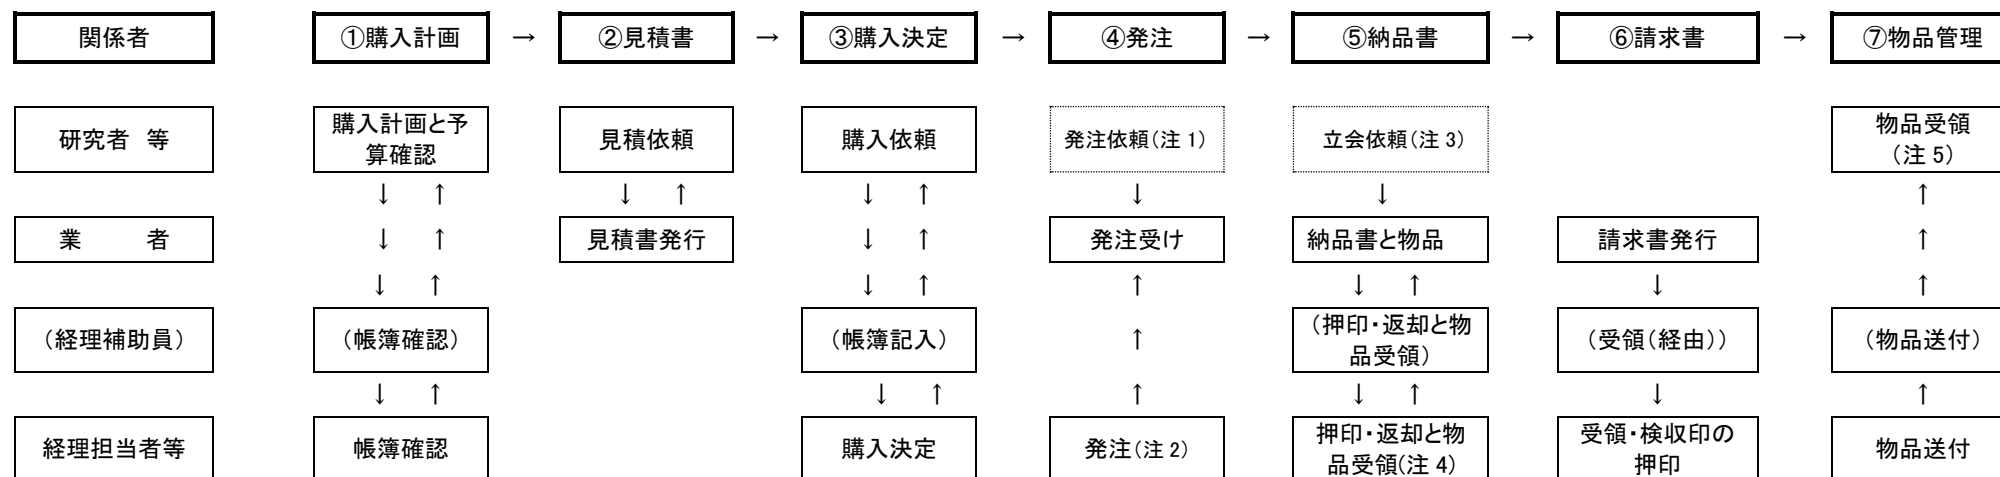 関係者 ①購入計画 → ②見積書 → ③購入決定 → ④発注 → ⑤納品書 → ⑥請求書 → ⑦物品管理
研究者 等
購入計画と予
算確認
見積依頼
購入依頼
発注依頼(注 1)
立会依頼(注 3)
物品受領
(注 5)
↓ ↑ ↓ ↑ ↓ ↑ ↓ ↓ ↑
業 者 ↓ ↑ 見積書発行 ↓ ↑ 発注受け 納品書と物品 請求書発行 ↑
↓ ↑ ↓ ↑ ↑ ↓ ↑ ↓ ↑
(経理補助員)
(帳簿確認)
(帳簿記入)
↑
(押印・返却と物
品受領)
(受領(経由))
(物品送付)
↓ ↑ ↓ ↑ ↑ ↓ ↑ ↓ ↑
経理担当者等
帳簿確認
購入決定
発注(注 2)
押印・返却と物
品受領(注 4)
受領・検収印の
押印
物品送付